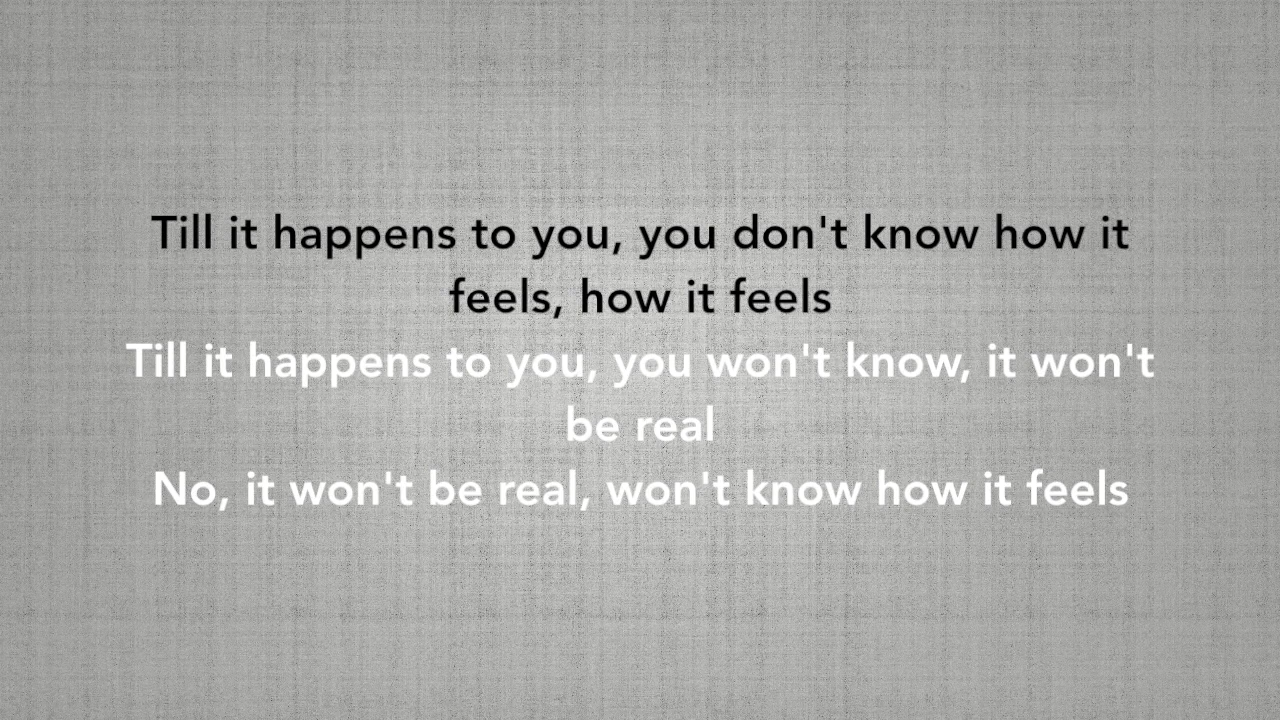 Till it happens to you, you don't know how it
feels, how it feels
Till it happens to you, you won't know, it won't
be real
No, it won't be real, won't know how it feels